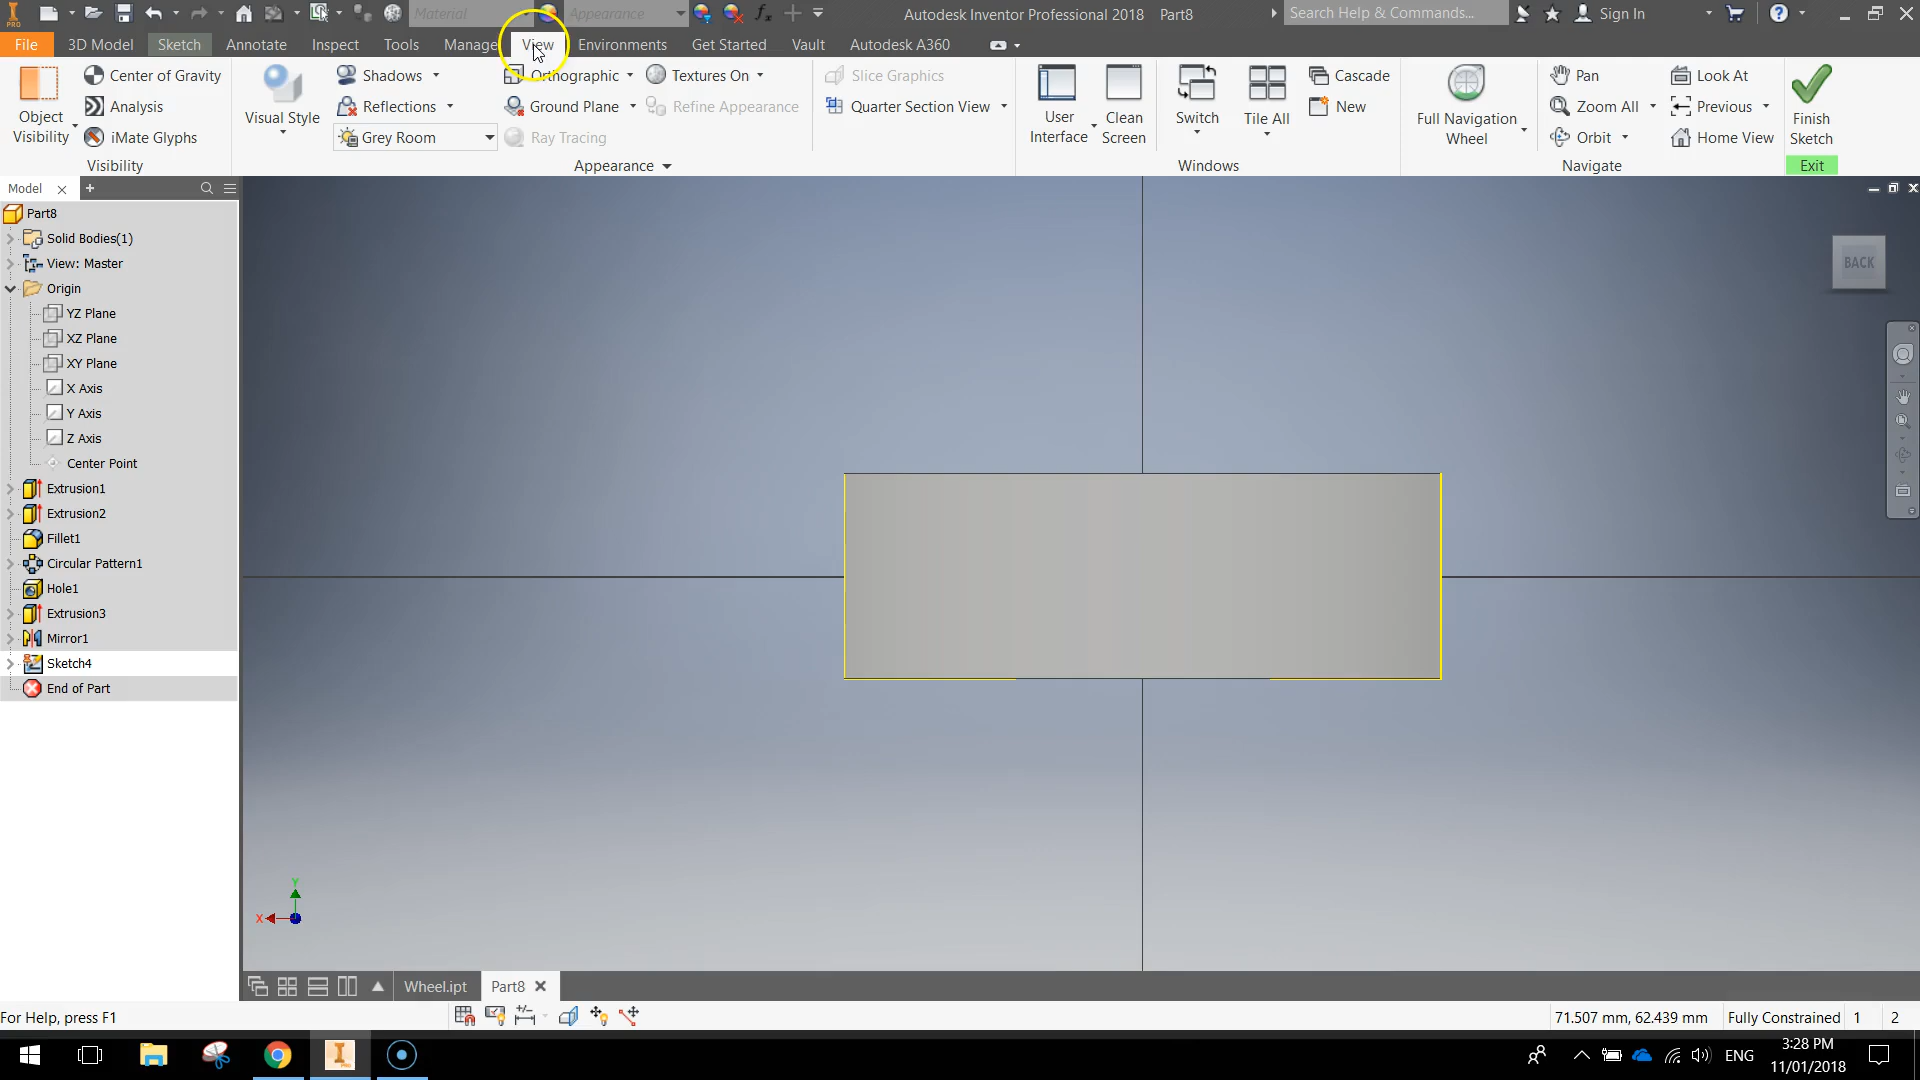 PRO
Material
Appearance
fx
Autodesk Inventor Professional 2018 Part8
Search Help & Commands...
Sign In
File 3D Model Sketch Annotate Inspect Tools Manage View Environments Get Started Vault Autodesk A360
Object Visibility
Center of Gravity
Analysis
iMate Glyphs
Visibility
Visual Style
Shadows
Reflections
Grey Room
Orthographic
Ground Plane
Ray Tracing
Textures On
Refine Appearance
Appearance
Slice Graphics
Quarter Section View
User Interface
Clean Screen
Switch
Tile All
Cascade
New
Windows
Full Navigation Wheel
Pan
Zoom All
Orbit
Look At
Previous
Home View
Navigate
Finish Sketch
Exit
Model
Part8
Solid Bodies(1)
View: Master
Origin
YZ Plane
XZ Plane
XY Plane
X Axis
Y Axis
Z Axis
Center Point
Extrusion1
Extrusion2
Fillet1
Circular Pattern1
Hole1
Extrusion3
Mirror1
Sketch4
End of Part
BACK
Y
X
Wheel.ipt
Part8
For Help, press F1
71.507 mm, 62.439 mm
Fully Constrained
1
2
ENG
3:28 PM
11/01/2018